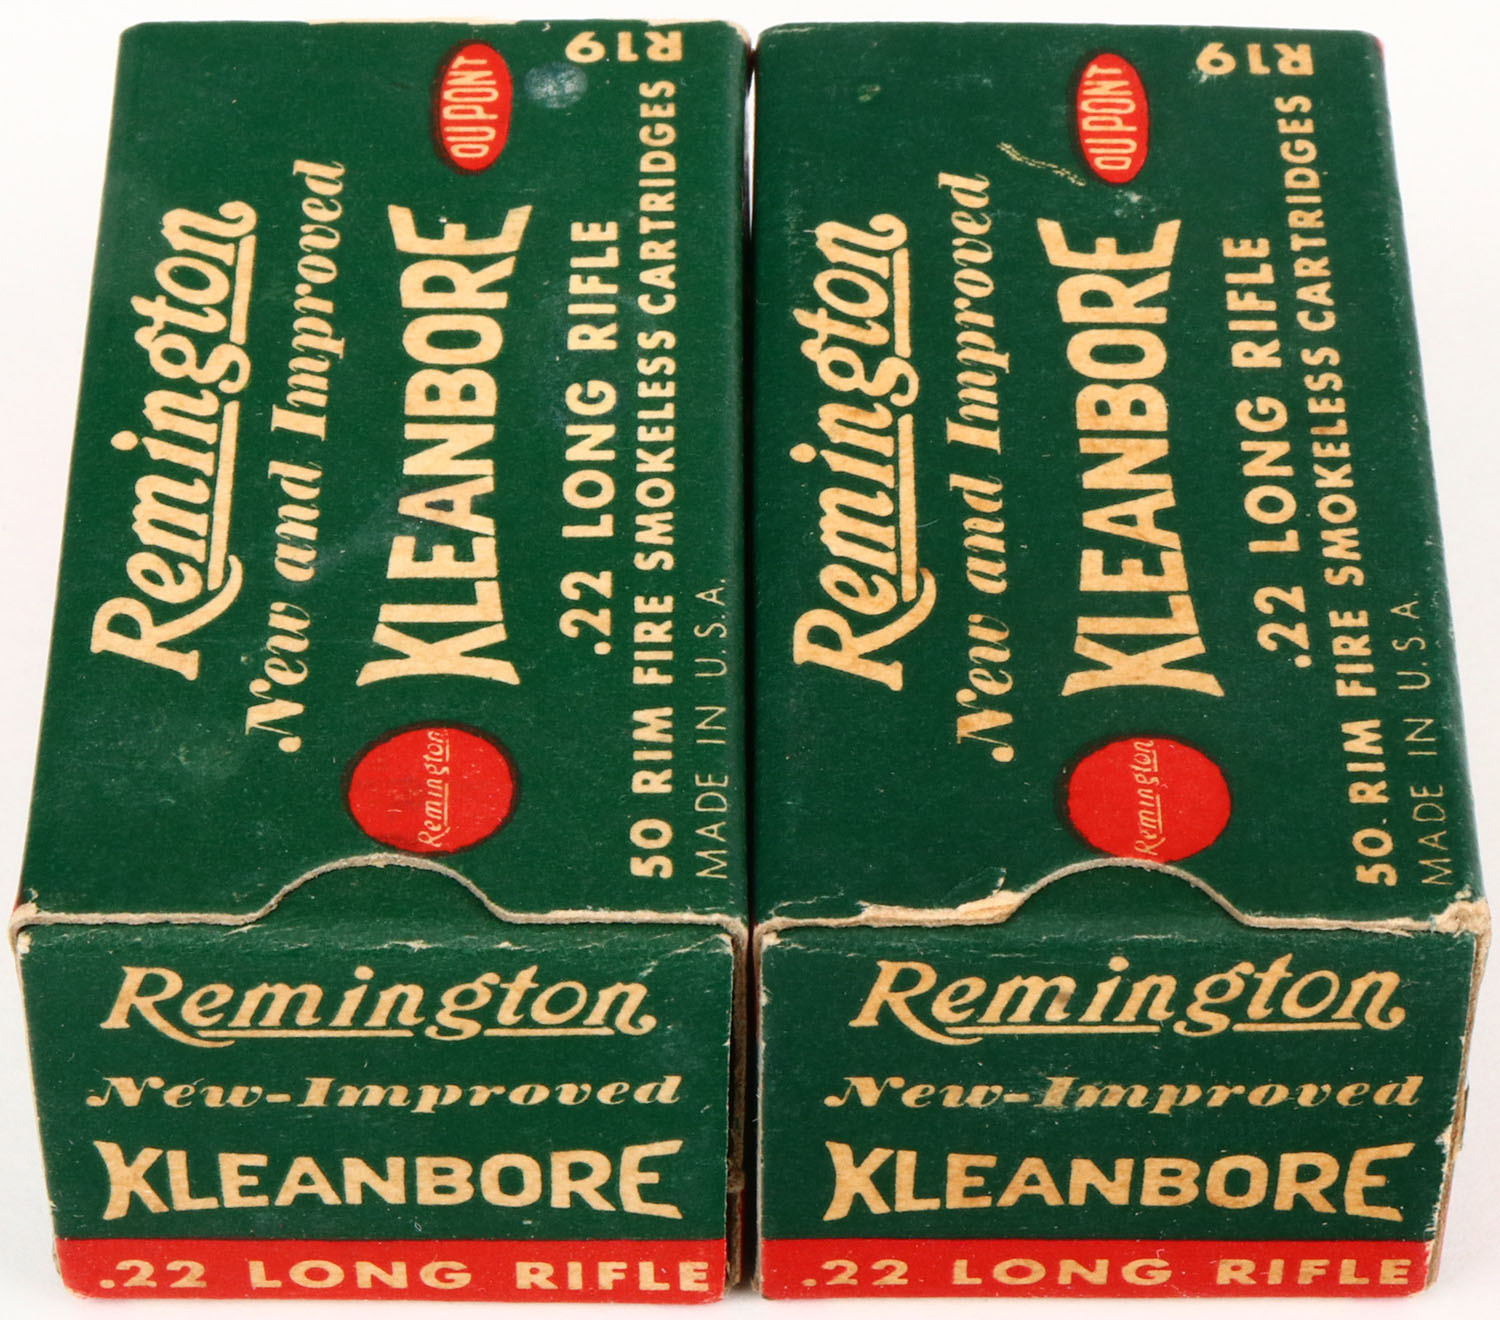 R19
DUPONT
Remington
New and Improved
KLEANBORE
.22 LONG RIFLE
50 RIM FIRE SMOKELESS CARTRIDGES
MADE IN U.S.A.
Remington
Remington
New-Improved
KLEANBORE
.22 LONG RIFLE
R19
DUPONT
Remington
New and Improved
KLEANBORE
.22 LONG RIFLE
50 RIM FIRE SMOKELESS CARTRIDGES
MADE IN U.S.A.
Remington
Remington
New-Improved
KLEANBORE
.22 LONG RIFLE